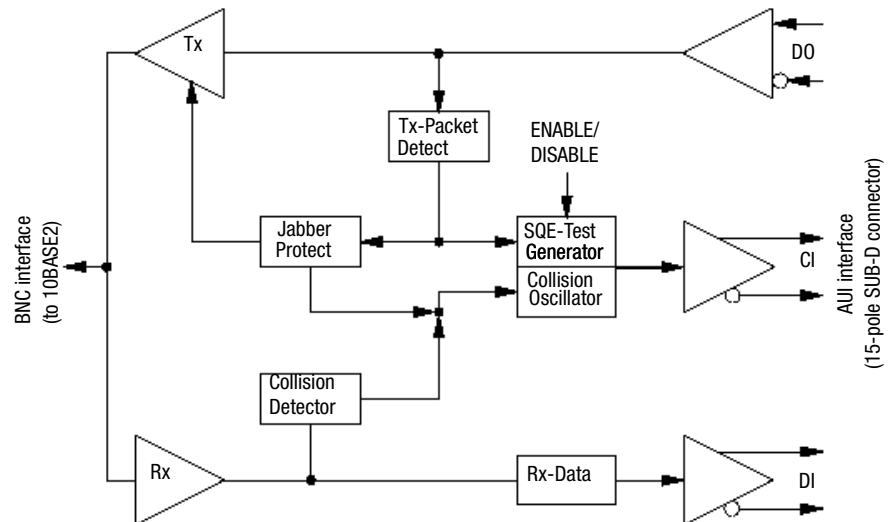 Tx
DO
Tx-Packet
Detect
ENABLE/
DISABLE
BNC interface
(to 10BASE2)
Jabber
Protect
SQE-Test
Generator
Collision
Oscillator
CI
AUI interface
(15-pole SUB-D connector)
Collision
Detector
Rx
Rx-Data
DI